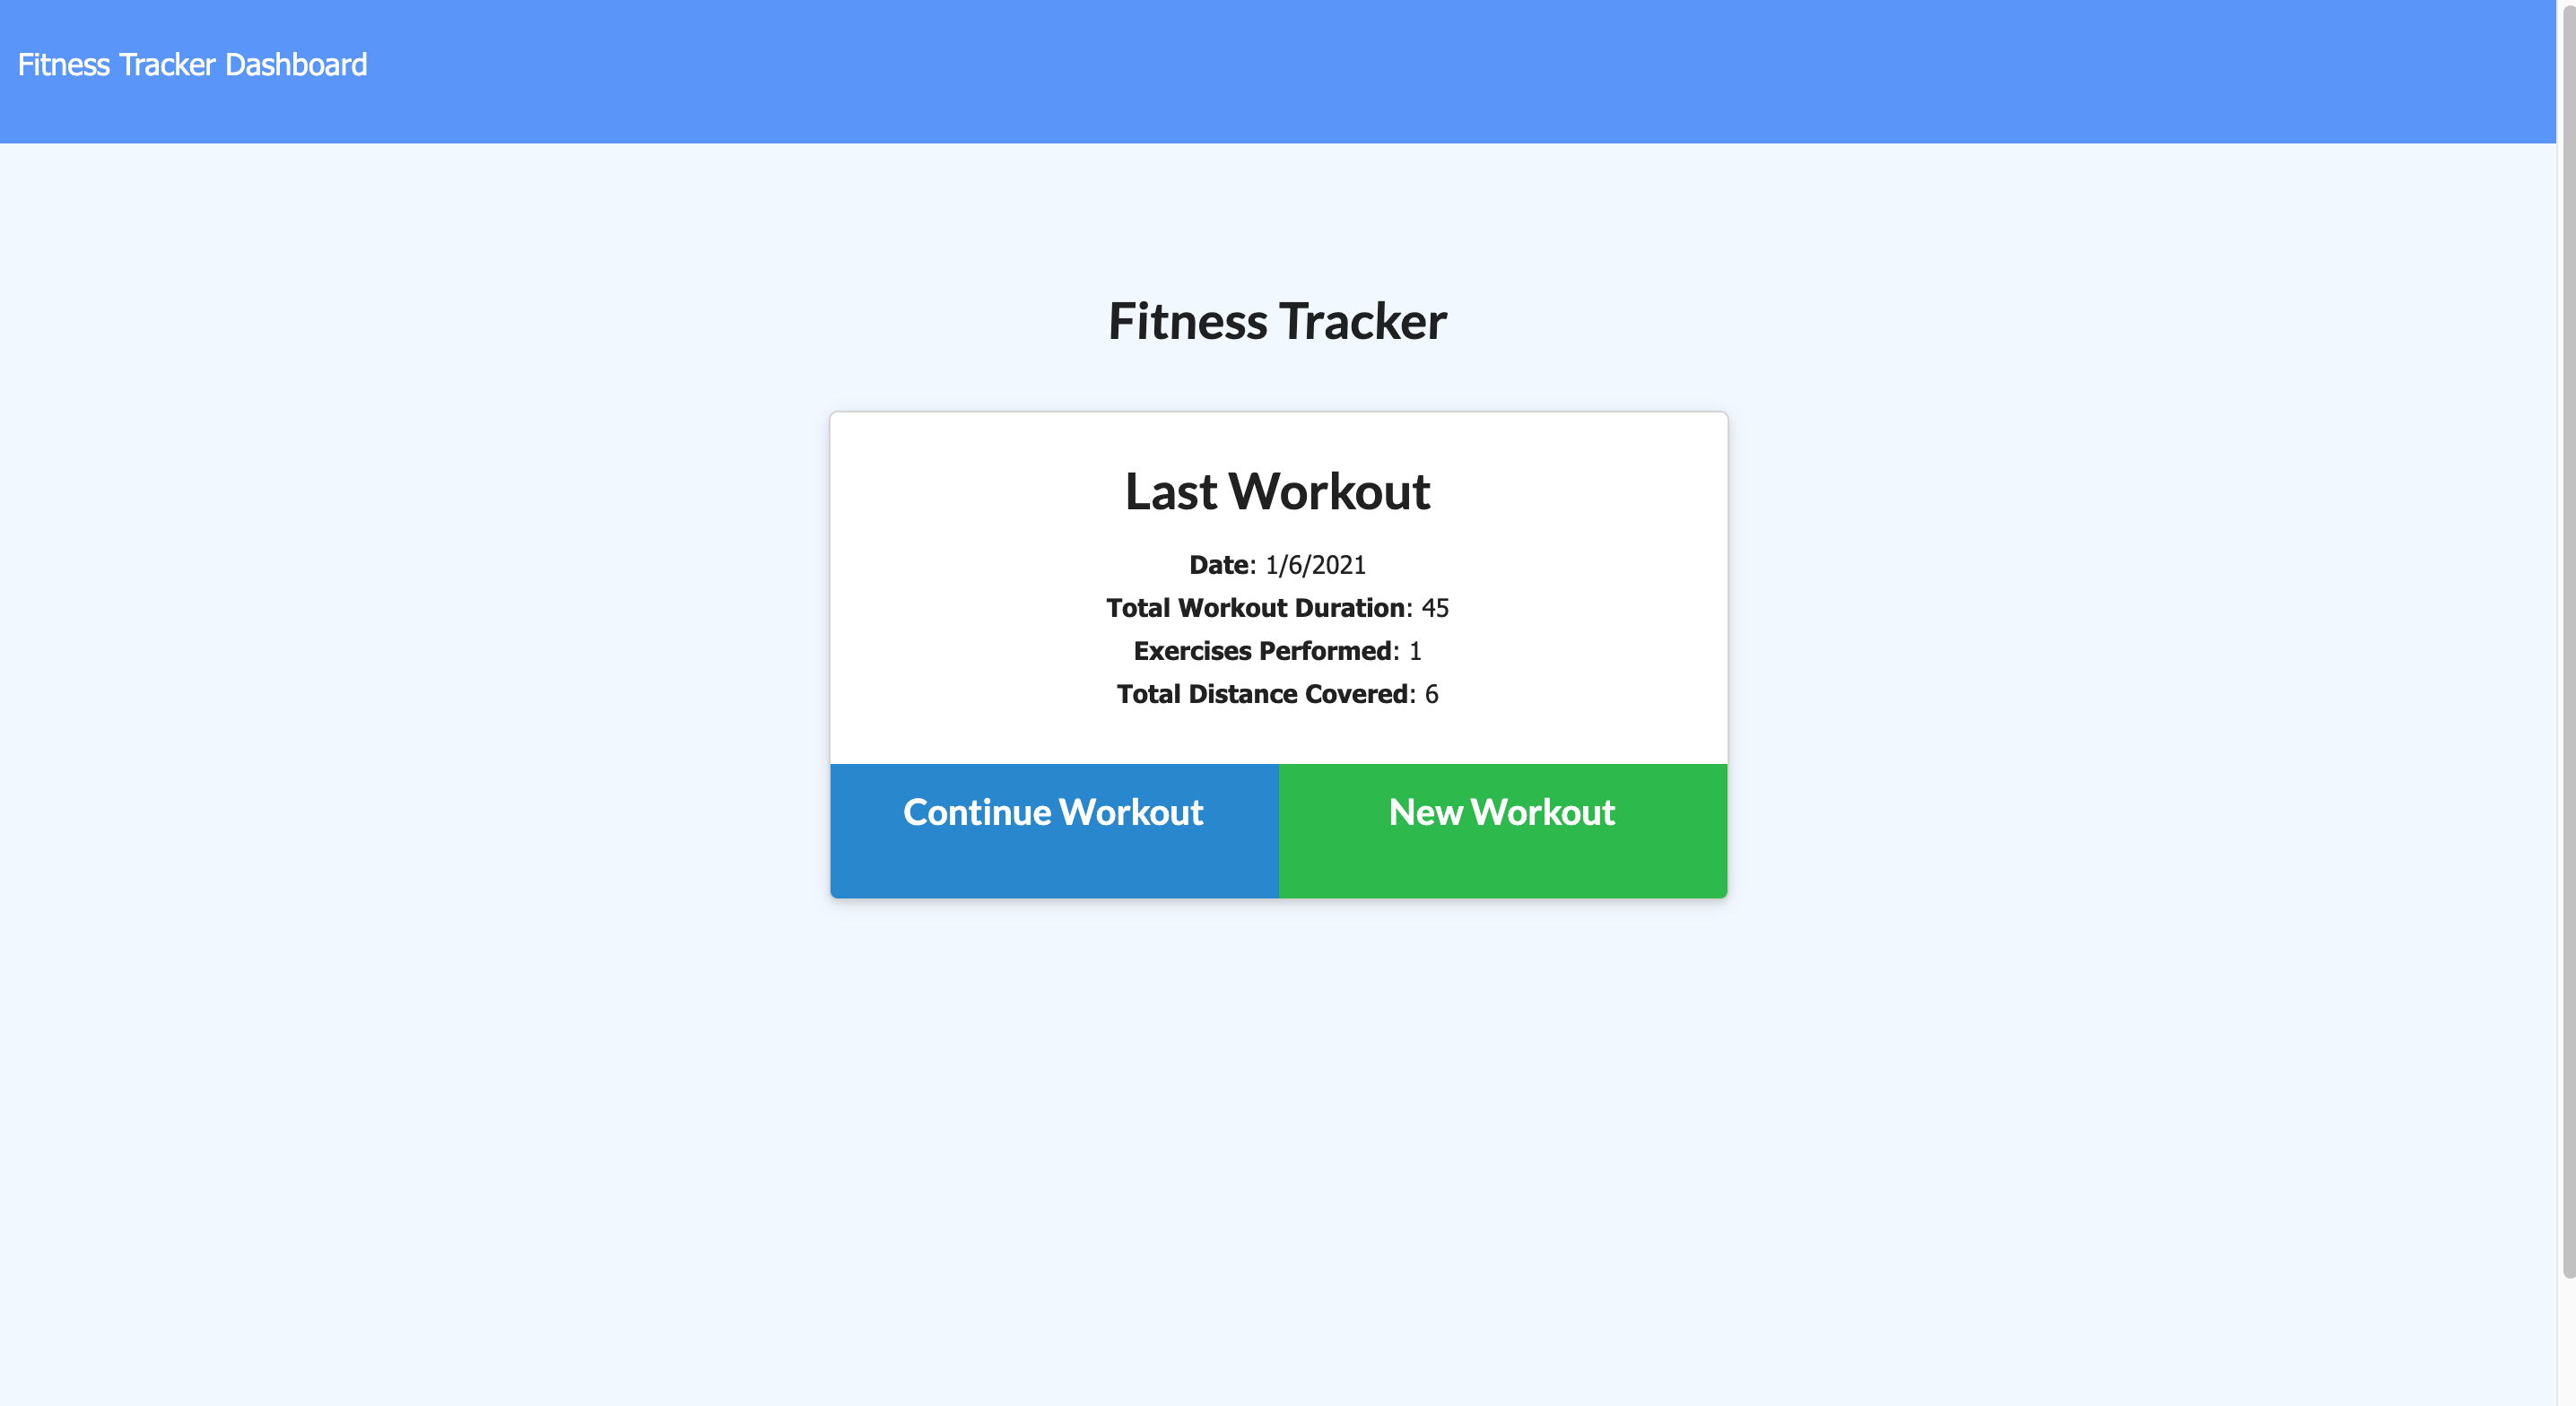 Fitness Tracker Dashboard
Fitness Tracker
Last Workout
Date: 1/6/2021
Total Workout Duration: 45
Exercises Performed: 1
Total Distance Covered: 6
Continue Workout New Workout